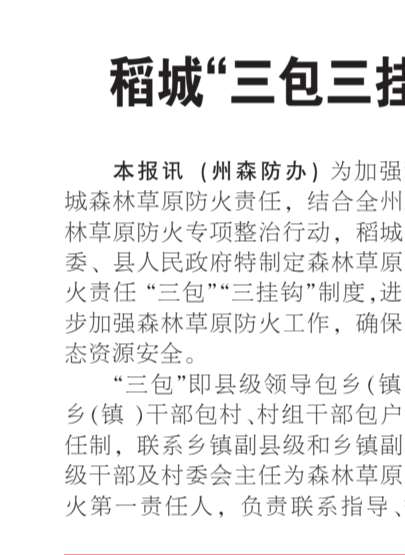 稻城“三包三挂
本报讯 (州森防办) 为加强
城森林草原防火责任, 结合全州
林草原防火专项整治行动, 稻城
委、县人民政府特制定森林草原
火责任 “三包”“三挂钩”制度,进
步加强森林草原防火工作, 确保
态资源安全。
“三包”即县级领导包乡(镇
乡(镇 )干部包村、村组干部包户
任制, 联系乡镇副县级和乡镇副
级干部及村委会主任为森林草原
火第一责任人, 负责联系指导、